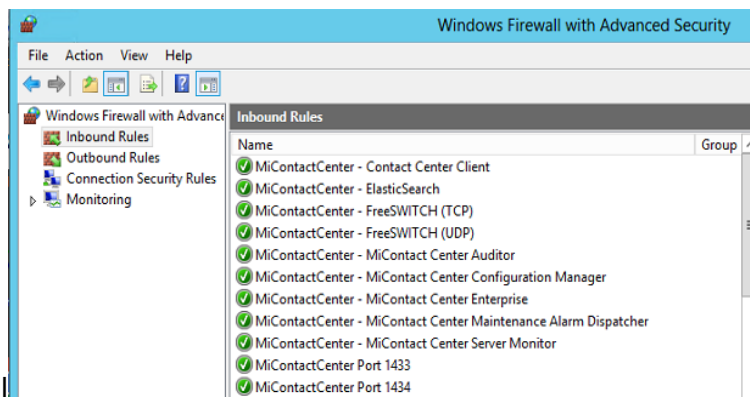 Windows Firewall with Advanced Security
File Action View Help
Windows Firewall with Advance
Inbound Rules
Outbound Rules
Connection Security Rules
Monitoring
Inbound Rules
Name Group
MiContactCenter - Contact Center Client
MiContactCenter - ElasticSearch
MiContactCenter - FreeSWITCH (TCP)
MiContactCenter - FreeSWITCH (UDP)
MiContactCenter - MiContact Center Auditor
MiContactCenter - MiContact Center Configuration Manager
MiContactCenter - MiContact Center Enterprise
MiContactCenter - MiContact Center Maintenance Alarm Dispatcher
MiContactCenter - MiContact Center Server Monitor
MiContactCenter Port 1433
MiContactCenter Port 1434